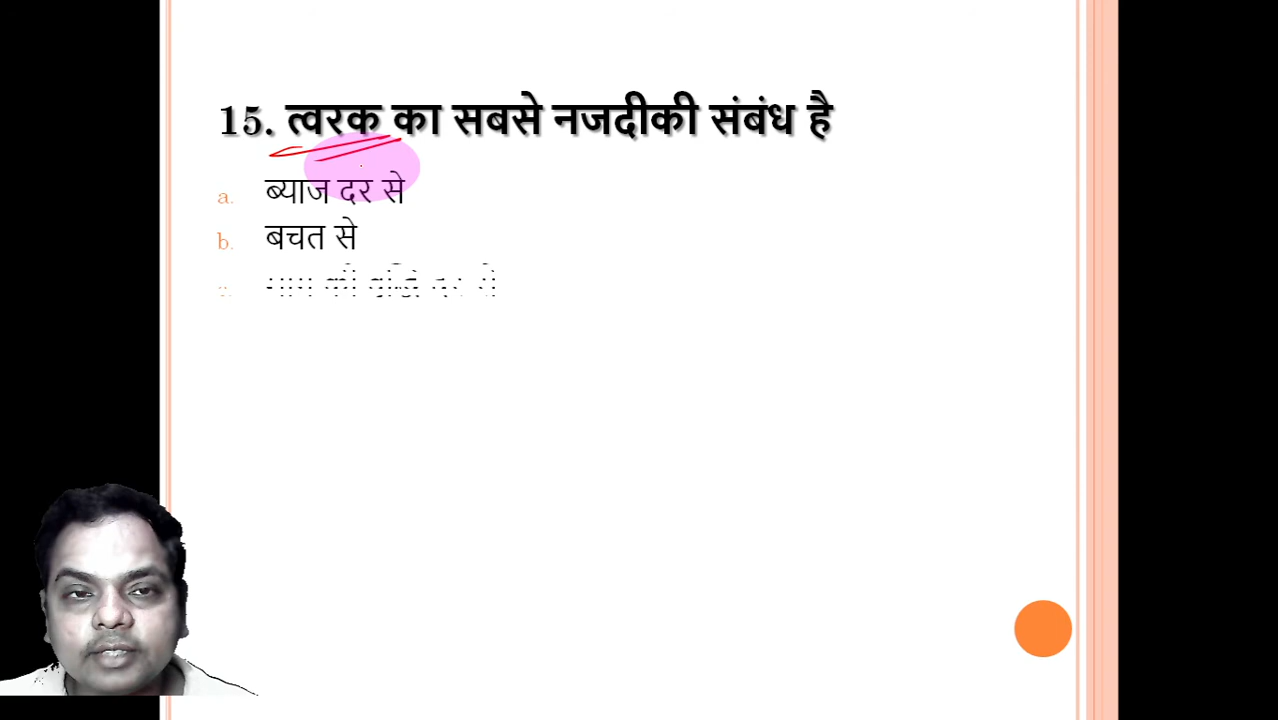 15. त्वरक का सबसे नजदीकी संबंध है
a. ब्याज दर से
b. बचत से